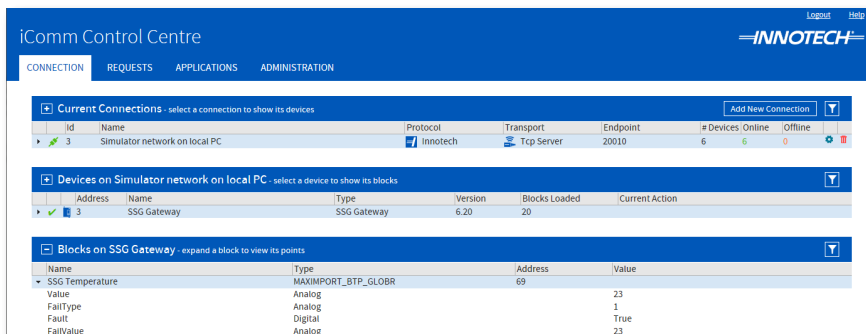 Logout Help
iComm Control Centre
INNOTECH
CONNECTION REQUESTS APPLICATIONS ADMINISTRATION
Current Connections - select a connection to show its devices Add New Connection
Id Name Protocol Transport Endpoint # Devices Online Offline
3 Simulator network on local PC Innotech Tcp Server 20010 6 6 0
Devices on Simulator network on local PC - select a device to show its blocks
Address Name Type Version Blocks Loaded Current Action
3 SSG Gateway SSG Gateway 6.20 20
Blocks on SSG Gateway - expand a block to view its points
Name Type Address Value
SSG Temperature MAXIMPORT_BTP_GLOBR 69
Value Analog 23
FailType Analog 1
Fault Digital True
FailValue Analog 23